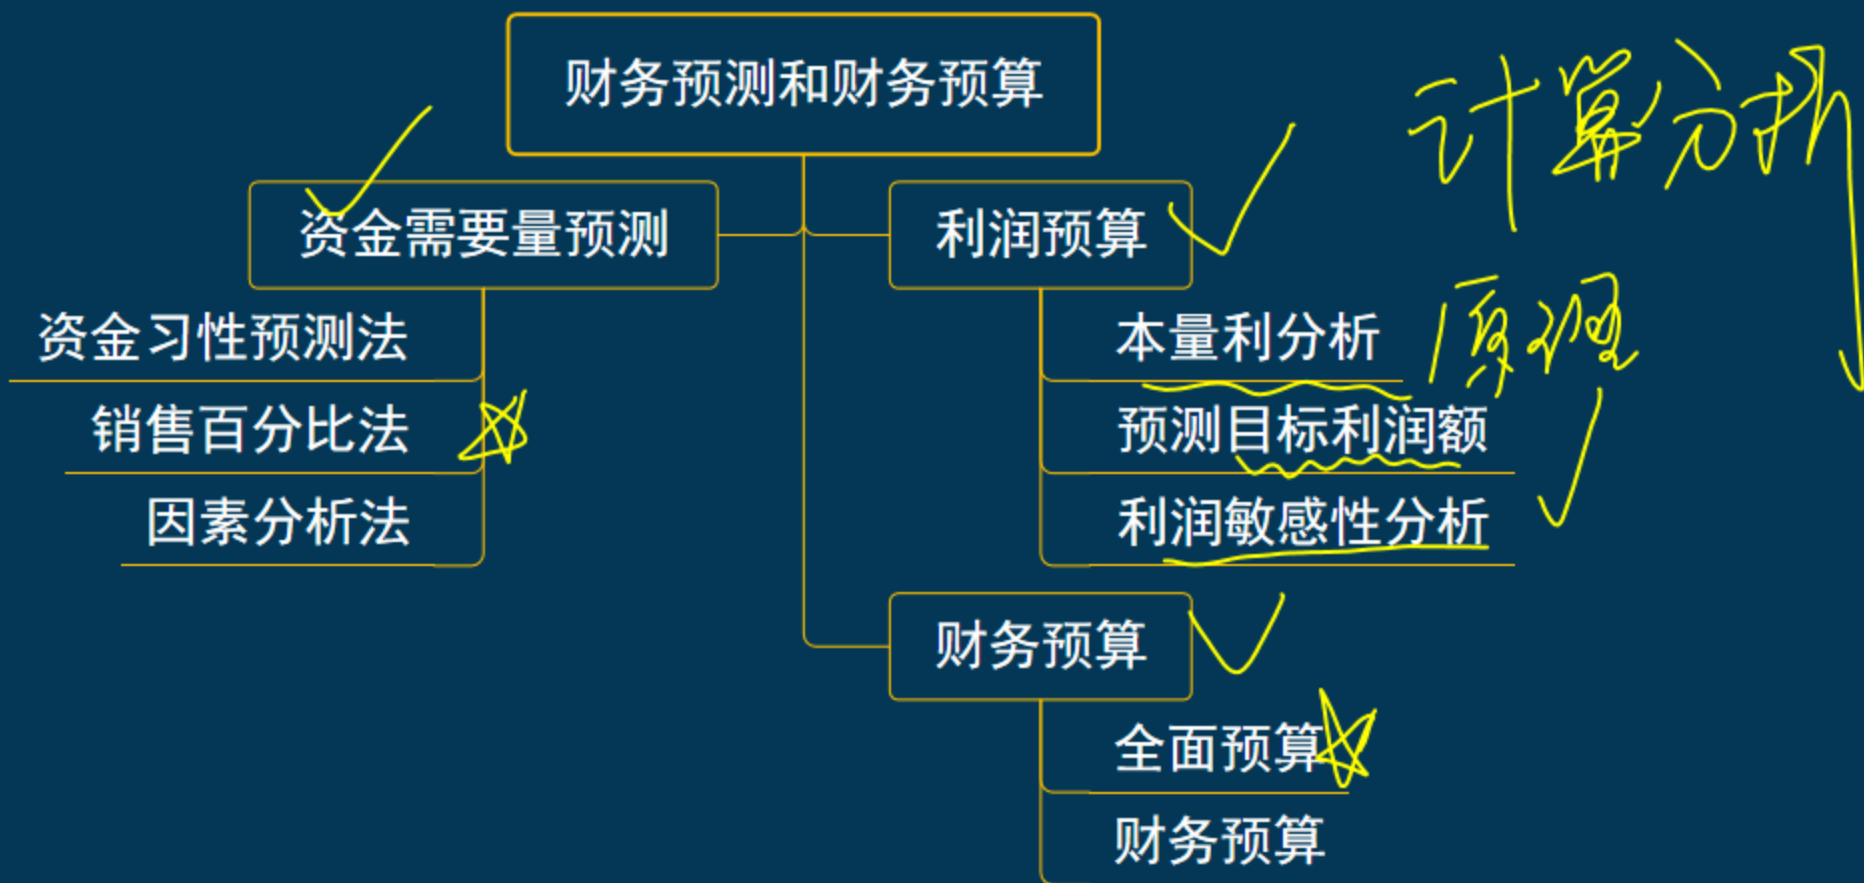 财务预测和财务预算
计算分析
资金需要量预测
利润预算
资金习性预测法
销售百分比法
因素分析法
本量利分析
原理
预测目标利润额
利润敏感性分析
财务预算
全面预算
财务预算